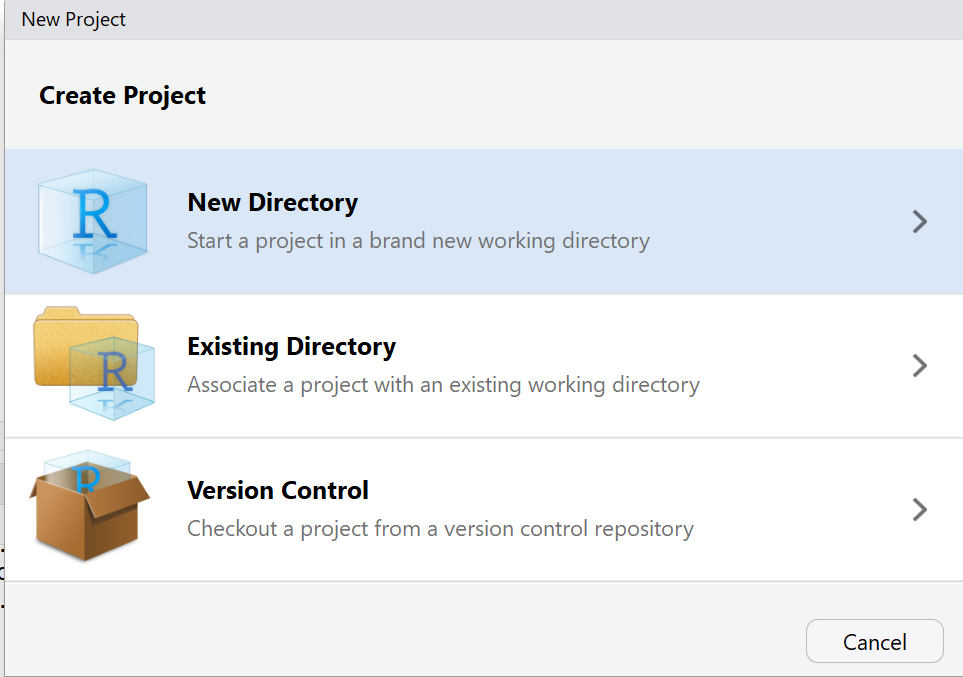 New Project
Create Project
R
New Directory
Start a project in a brand new working directory
R
Existing Directory
Associate a project with an existing working directory
R
Version Control
Checkout a project from a version control repository
Cancel